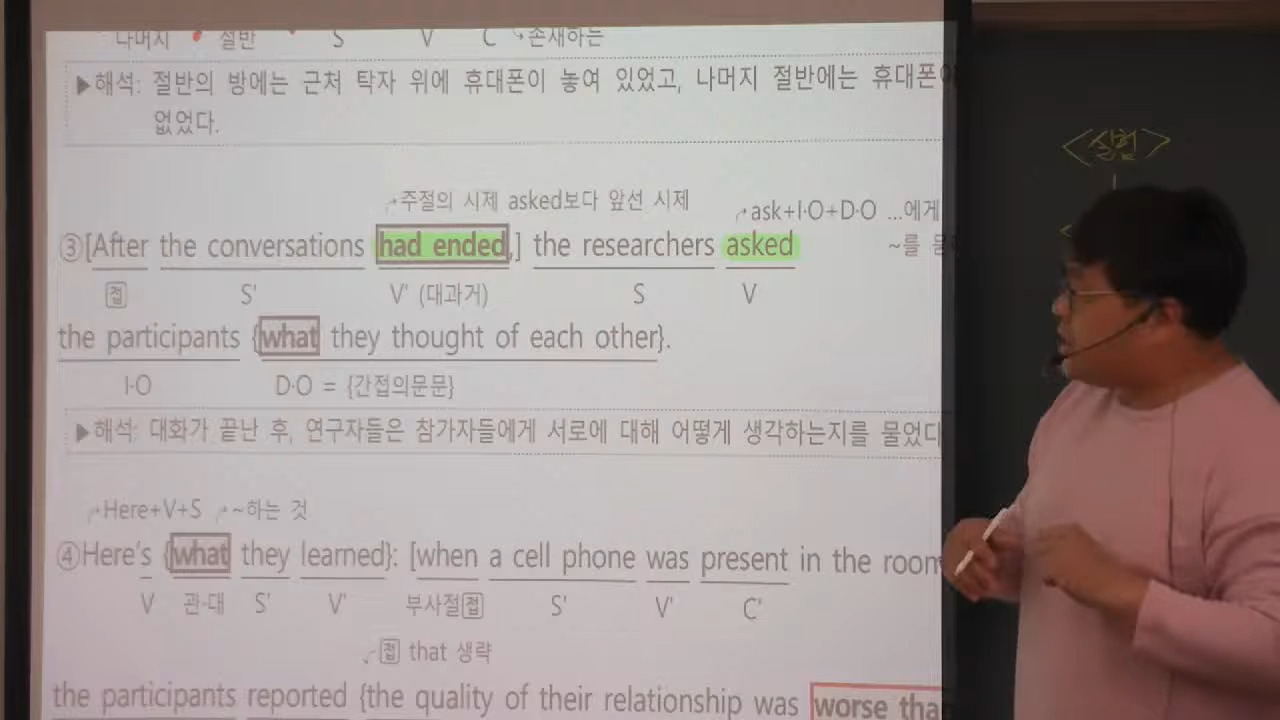 나머지 절반 S V C ↳존재하는
▶해석: 절반의 방에는 근처 탁자 위에 휴대폰이 놓여 있었고, 나머지 절반에는 휴대폰이
없었다.
주절의 시제 asked보다 앞선 시제
ask+I·O+D·O ...에게
③[After the conversations had ended,] the researchers asked
~를
접 S' V' (대과거) S V
the participants {what they thought of each other}.
I·O D·O = {간접의문문}
▶해석: 대화가 끝난 후, 연구자들은 참가자들에게 서로에 대해 어떻게 생각하는지를 물었다
Here+V+S ~하는 것
④Here's {what they learned}: [when a cell phone was present in the room
V 관·대 S' V' 부사절접 S' V' C'
접 that 생략
the participants reported {the quality of their relationship was worse than
<실험>